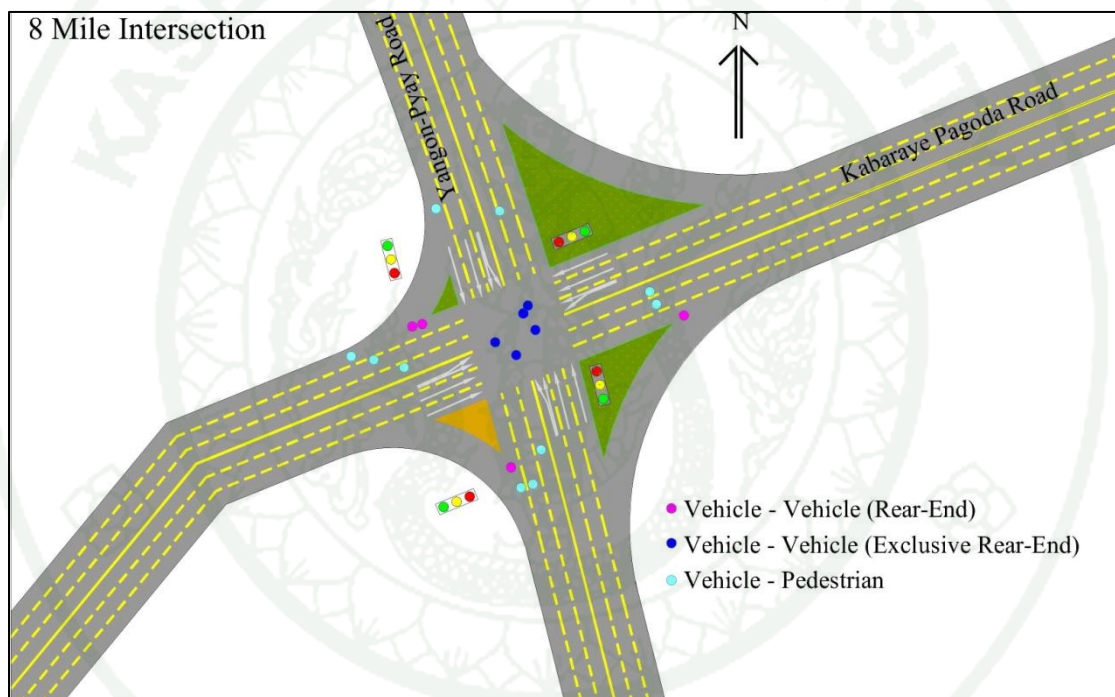 8 Mile Intersection
N
Yangon-Pyay Road
Kabaraye Pagoda Road
Vehicle - Vehicle (Rear-End)
Vehicle - Vehicle (Exclusive Rear-End)
Vehicle - Pedestrian